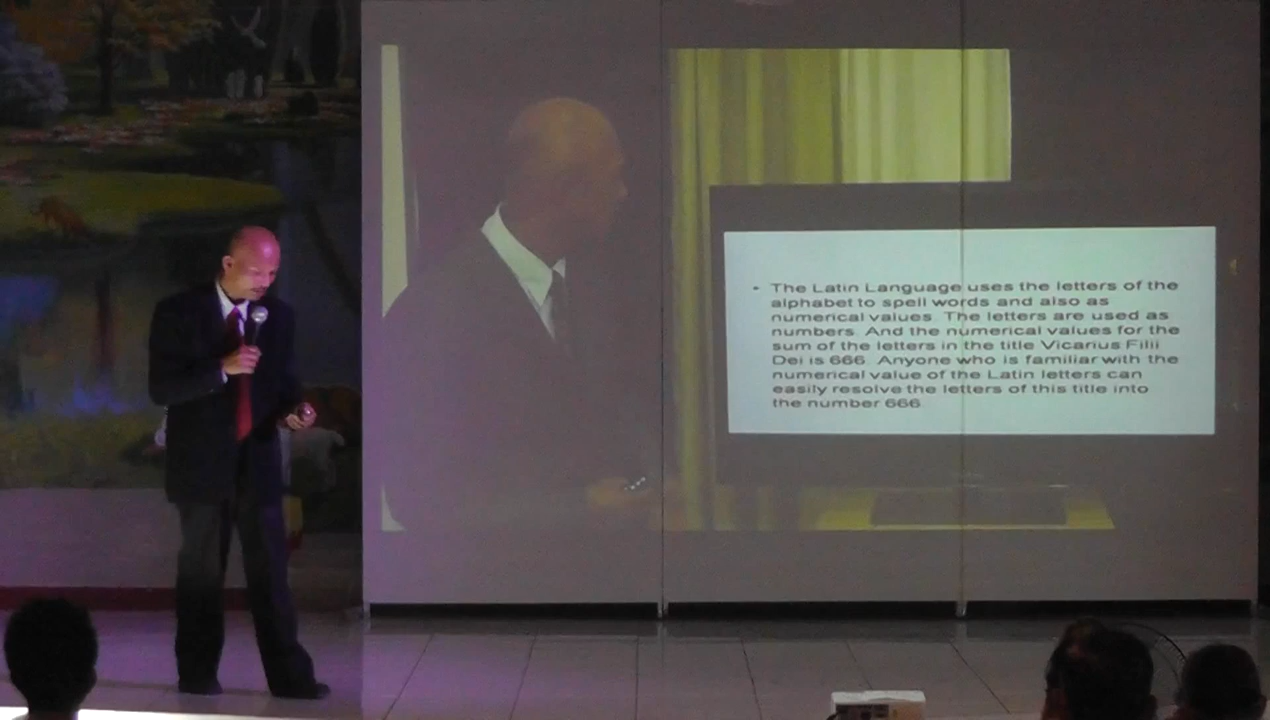 • The Latin Language uses the letters of the
alphabet to spell words and also as
numerical values. The letters are used as
numbers. And the numerical values for the
sum of the letters in the title Vicarius Filii
Dei is 666. Anyone who is familiar with the
numerical value of the Latin letters can
easily resolve the letters of this title into
the number 666